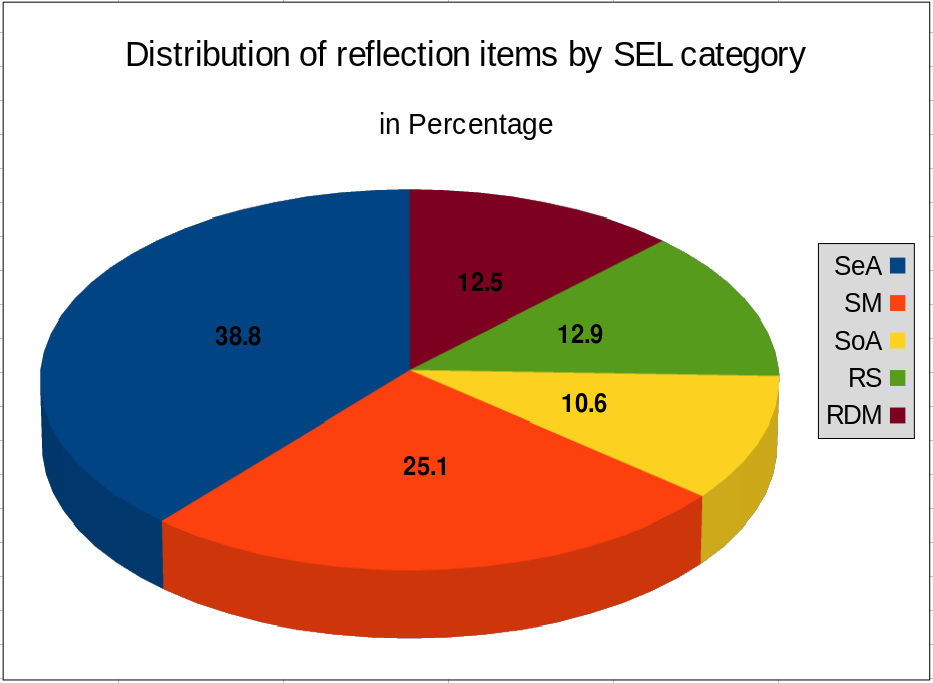 Distribution of reflection items by SEL category
in Percentage
12.5
38.8
12.9
10.6
25.1
SeA
SM
SoA
RS
RDM